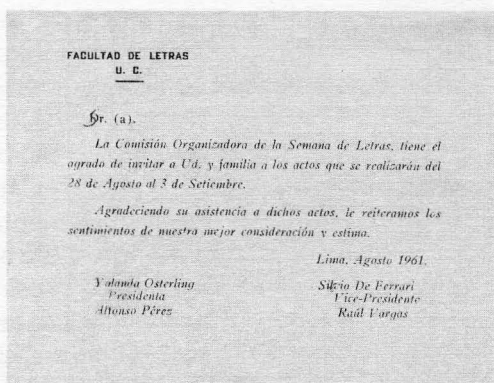 FACULTAD DE LETRAS
U. C.
Sr. (a).
La Comisión Organizadora de la Semana de Letras, tiene el
agrado de invitar a Ud. y familia a los actos que se realizarán del
28 de Agosto al 3 de Setiembre.
Agradeciendo su asistencia a dichos actos, le reiteramos los
sentimientos de nuestra mejor consideración y estima.
Lima, Agosto 1961.
Yolanda Osterling
Presidenta
Alfonso Pérez
Silvio De Ferrari
Vice-Presidente
Raúl Vargas